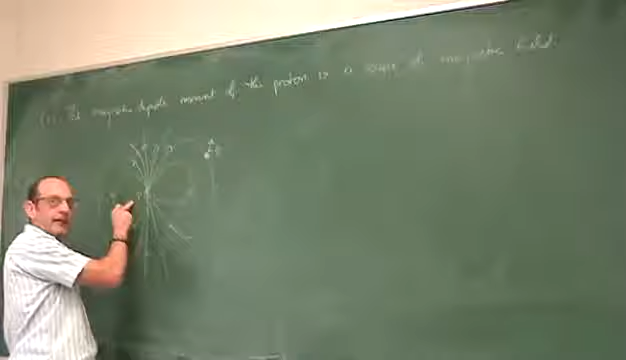 The magnetic dipole moment of the proton is a source of magnetic field.